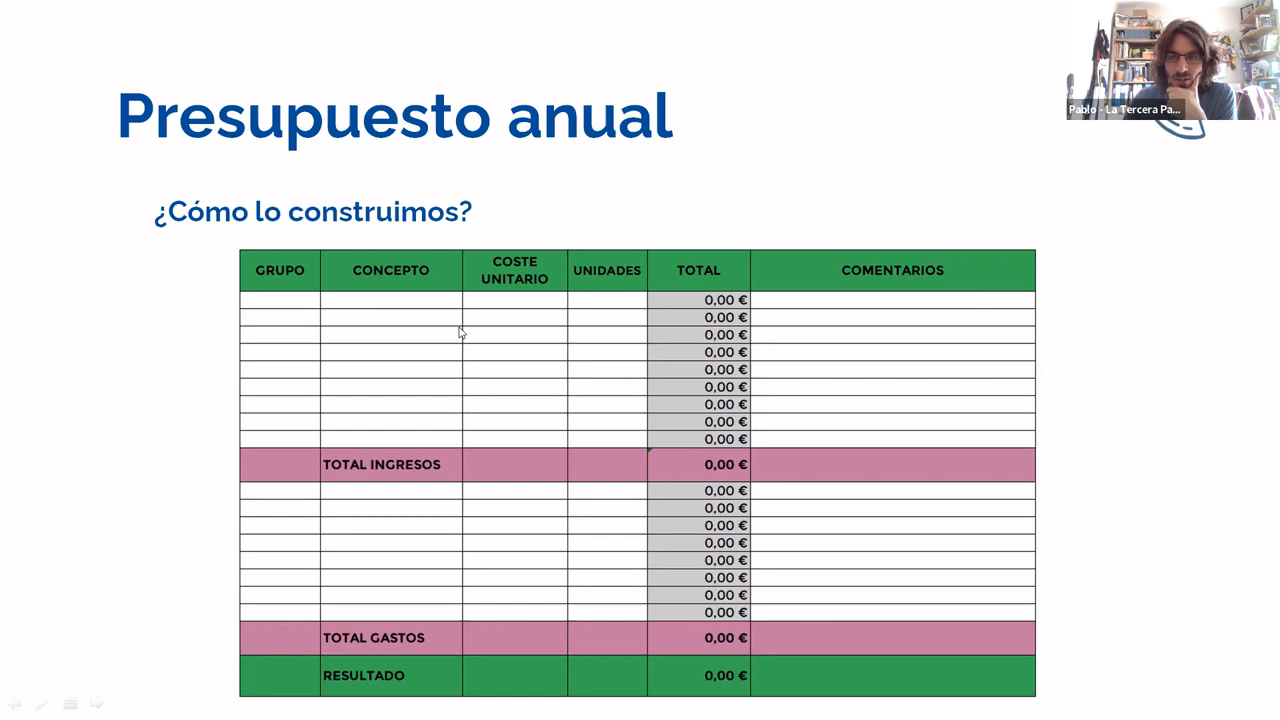 Presupuesto anual
Pablo - La Tercera Pa...
¿Cómo lo construimos?
GRUPO CONCEPTO COSTE UNITARIO UNIDADES TOTAL COMENTARIOS
0,00 €
0,00 €
0,00 €
0,00 €
0,00 €
0,00 €
0,00 €
0,00 €
0,00 €
TOTAL INGRESOS 0,00 €
0,00 €
0,00 €
0,00 €
0,00 €
0,00 €
0,00 €
0,00 €
0,00 €
TOTAL GASTOS 0,00 €
RESULTADO 0,00 €